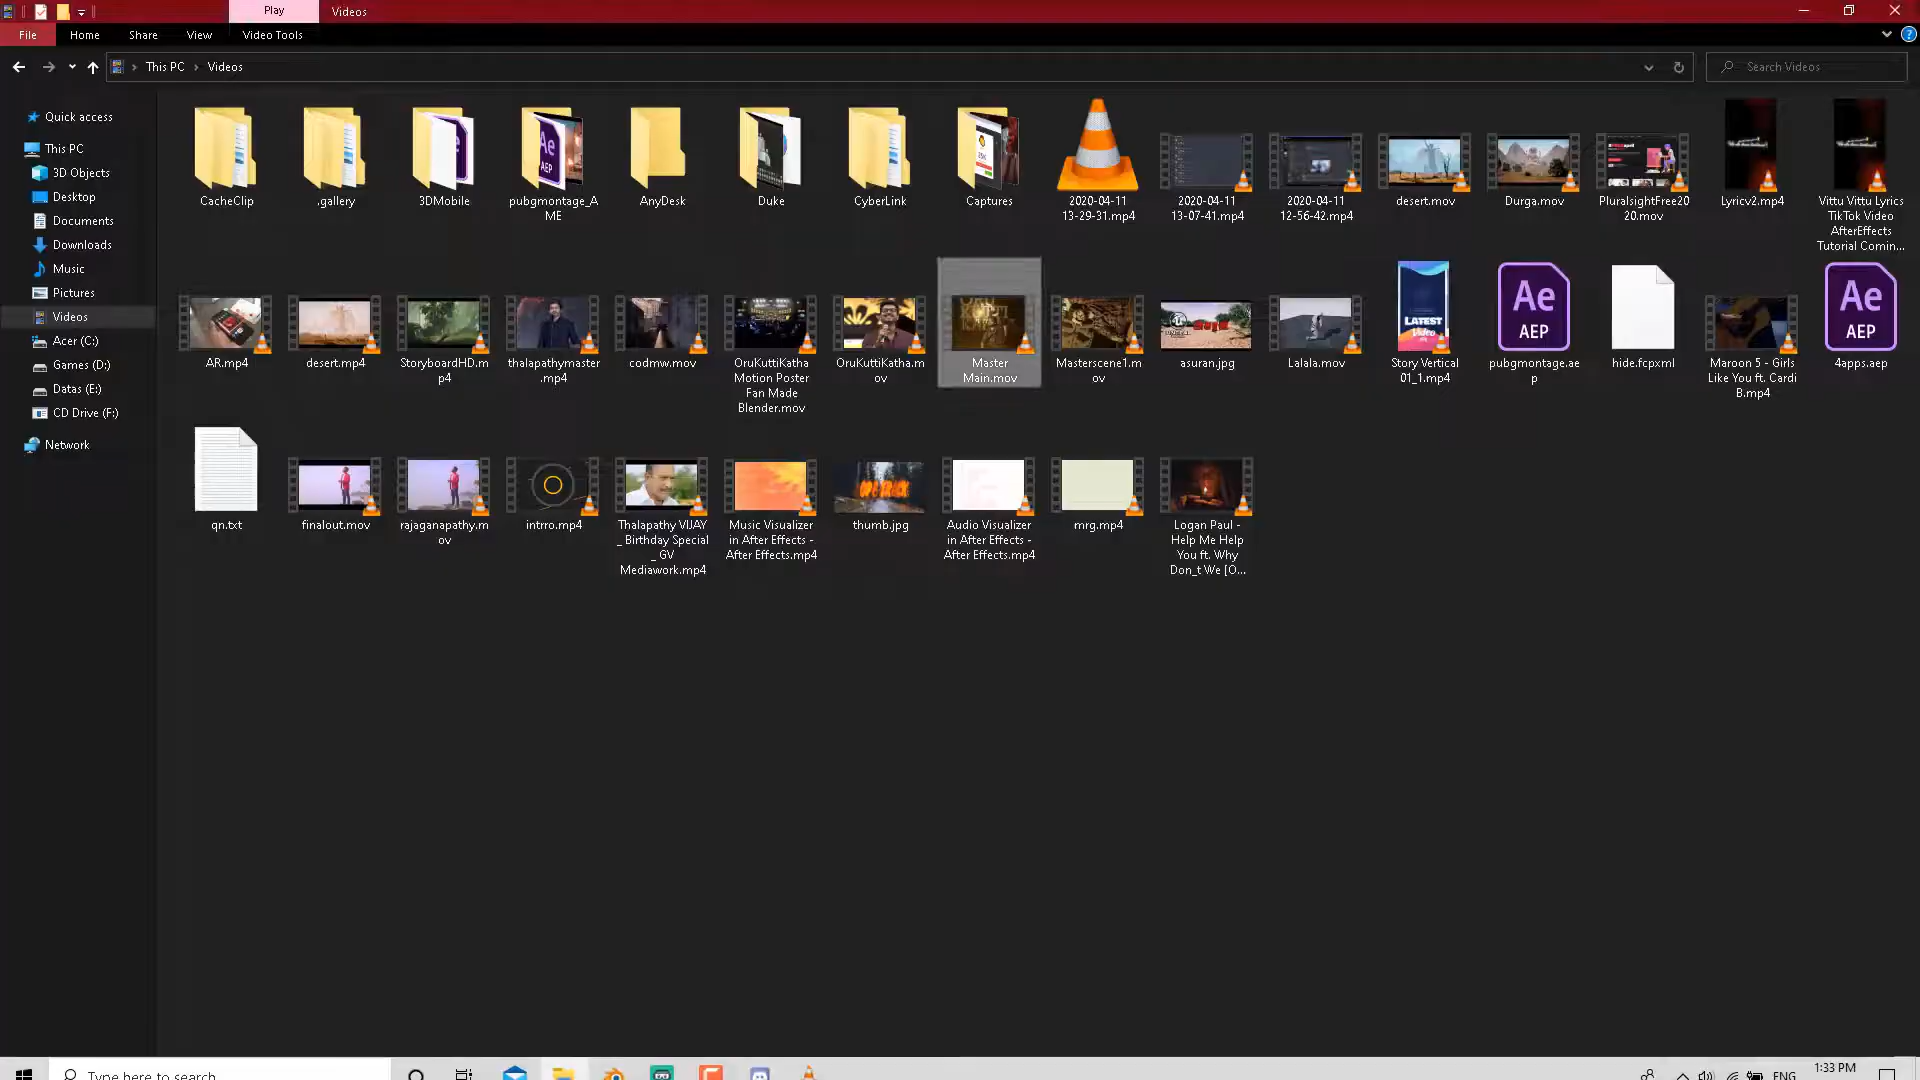 Play
Videos
File
Home
Share
View
Video Tools
This PC
Videos
Search Videos
Quick access
This PC
3D Objects
Desktop
Documents
Downloads
Music
Pictures
Videos
Acer (C:)
Games (D:)
Datas (E:)
CD Drive (F:)
Network
CacheClip
.gallery
3DMobile
pubgmontage_A
ME
AnyDesk
Duke
CyberLink
Captures
2020-04-11
13-29-31.mp4
2020-04-11
13-07-41.mp4
2020-04-11
12-56-42.mp4
desert.mov
Durga.mov
PluralsightFree20
20.mov
Lyricv2.mp4
Vittu Vittu Lyrics
TikTok Video
AfterEffects
Tutorial Comin...
AR.mp4
desert.mp4
StoryboardHD.m
p4
thalapathymaster
.mp4
codmw.mov
OruKuttiKatha
Motion Poster
Fan Made
Blender.mov
OruKuttiKatha.m
ov
Master
Main.mov
Masterscene1.m
ov
asuran.jpg
Lalala.mov
LATEST
Story Vertical
01_1.mp4
Ae
AEP
pubgmontage.ae
p
hide.fcpxml
Maroon 5 - Girls
Like You ft. Cardi
B.mp4
Ae
AEP
4apps.aep
qn.txt
finalout.mov
rajaganapathy.m
ov
intrro.mp4
Thalapathy VIJAY
_ Birthday Special
_ GV
Mediawork.mp4
Music Visualizer
in After Effects -
After Effects.mp4
thumb.jpg
Audio Visualizer
in After Effects -
After Effects.mp4
mrg.mp4
Logan Paul -
Help Me Help
You ft. Why
Don_t We [O...
Type here to search
ENG
1:33 PM